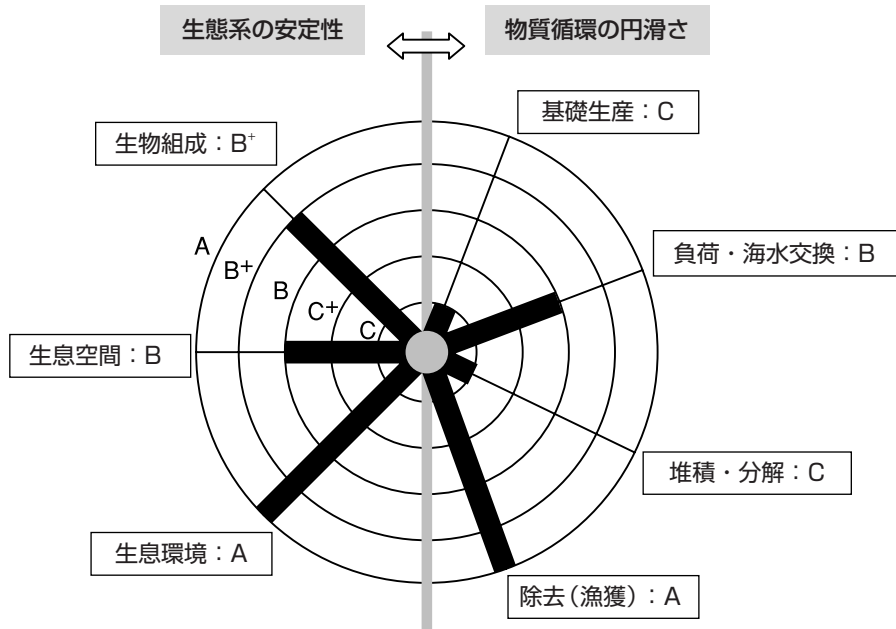 生態系の安定性
物質循環の円滑さ
基礎生産：C
生物組成：B⁺
A
B+
B
C+
C
負荷・海水交換：B
生息空間：B
堆積・分解：C
生息環境：A
除去（漁獲）：A